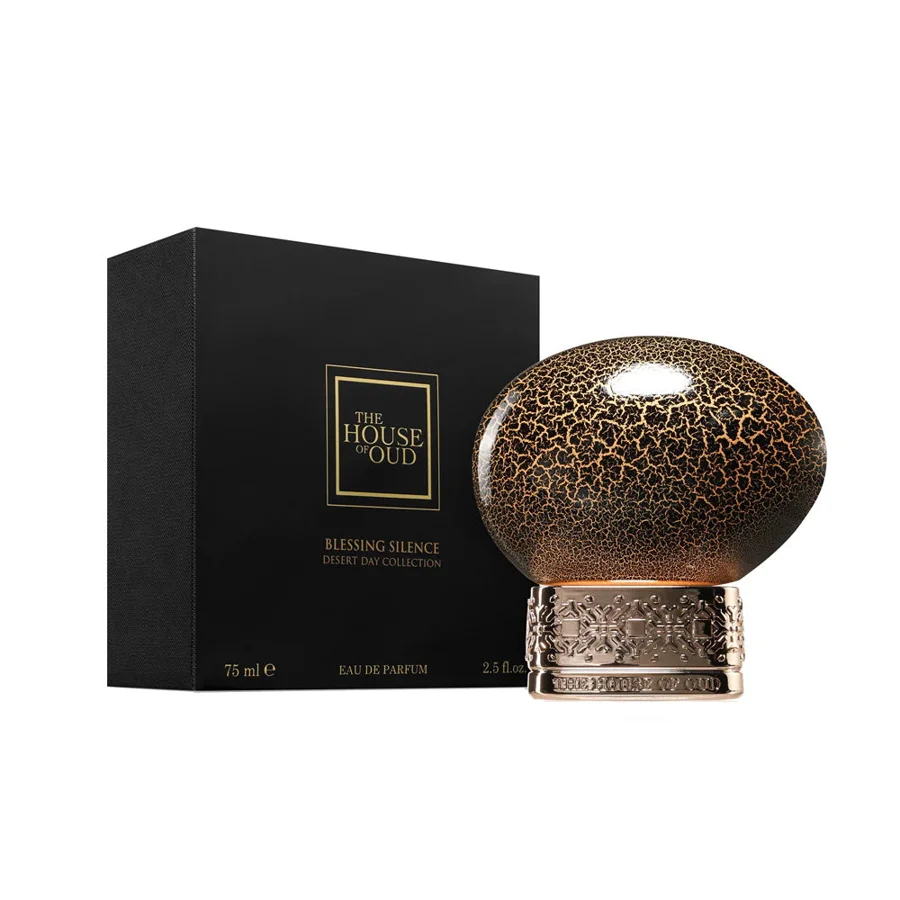 THE
HOUSE
OF OUD
BLESSING SILENCE
DESERT DAY COLLECTION
75 ml ℮
EAU DE PARFUM
2.5 fl.oz.
THE HOUSE OF OUD